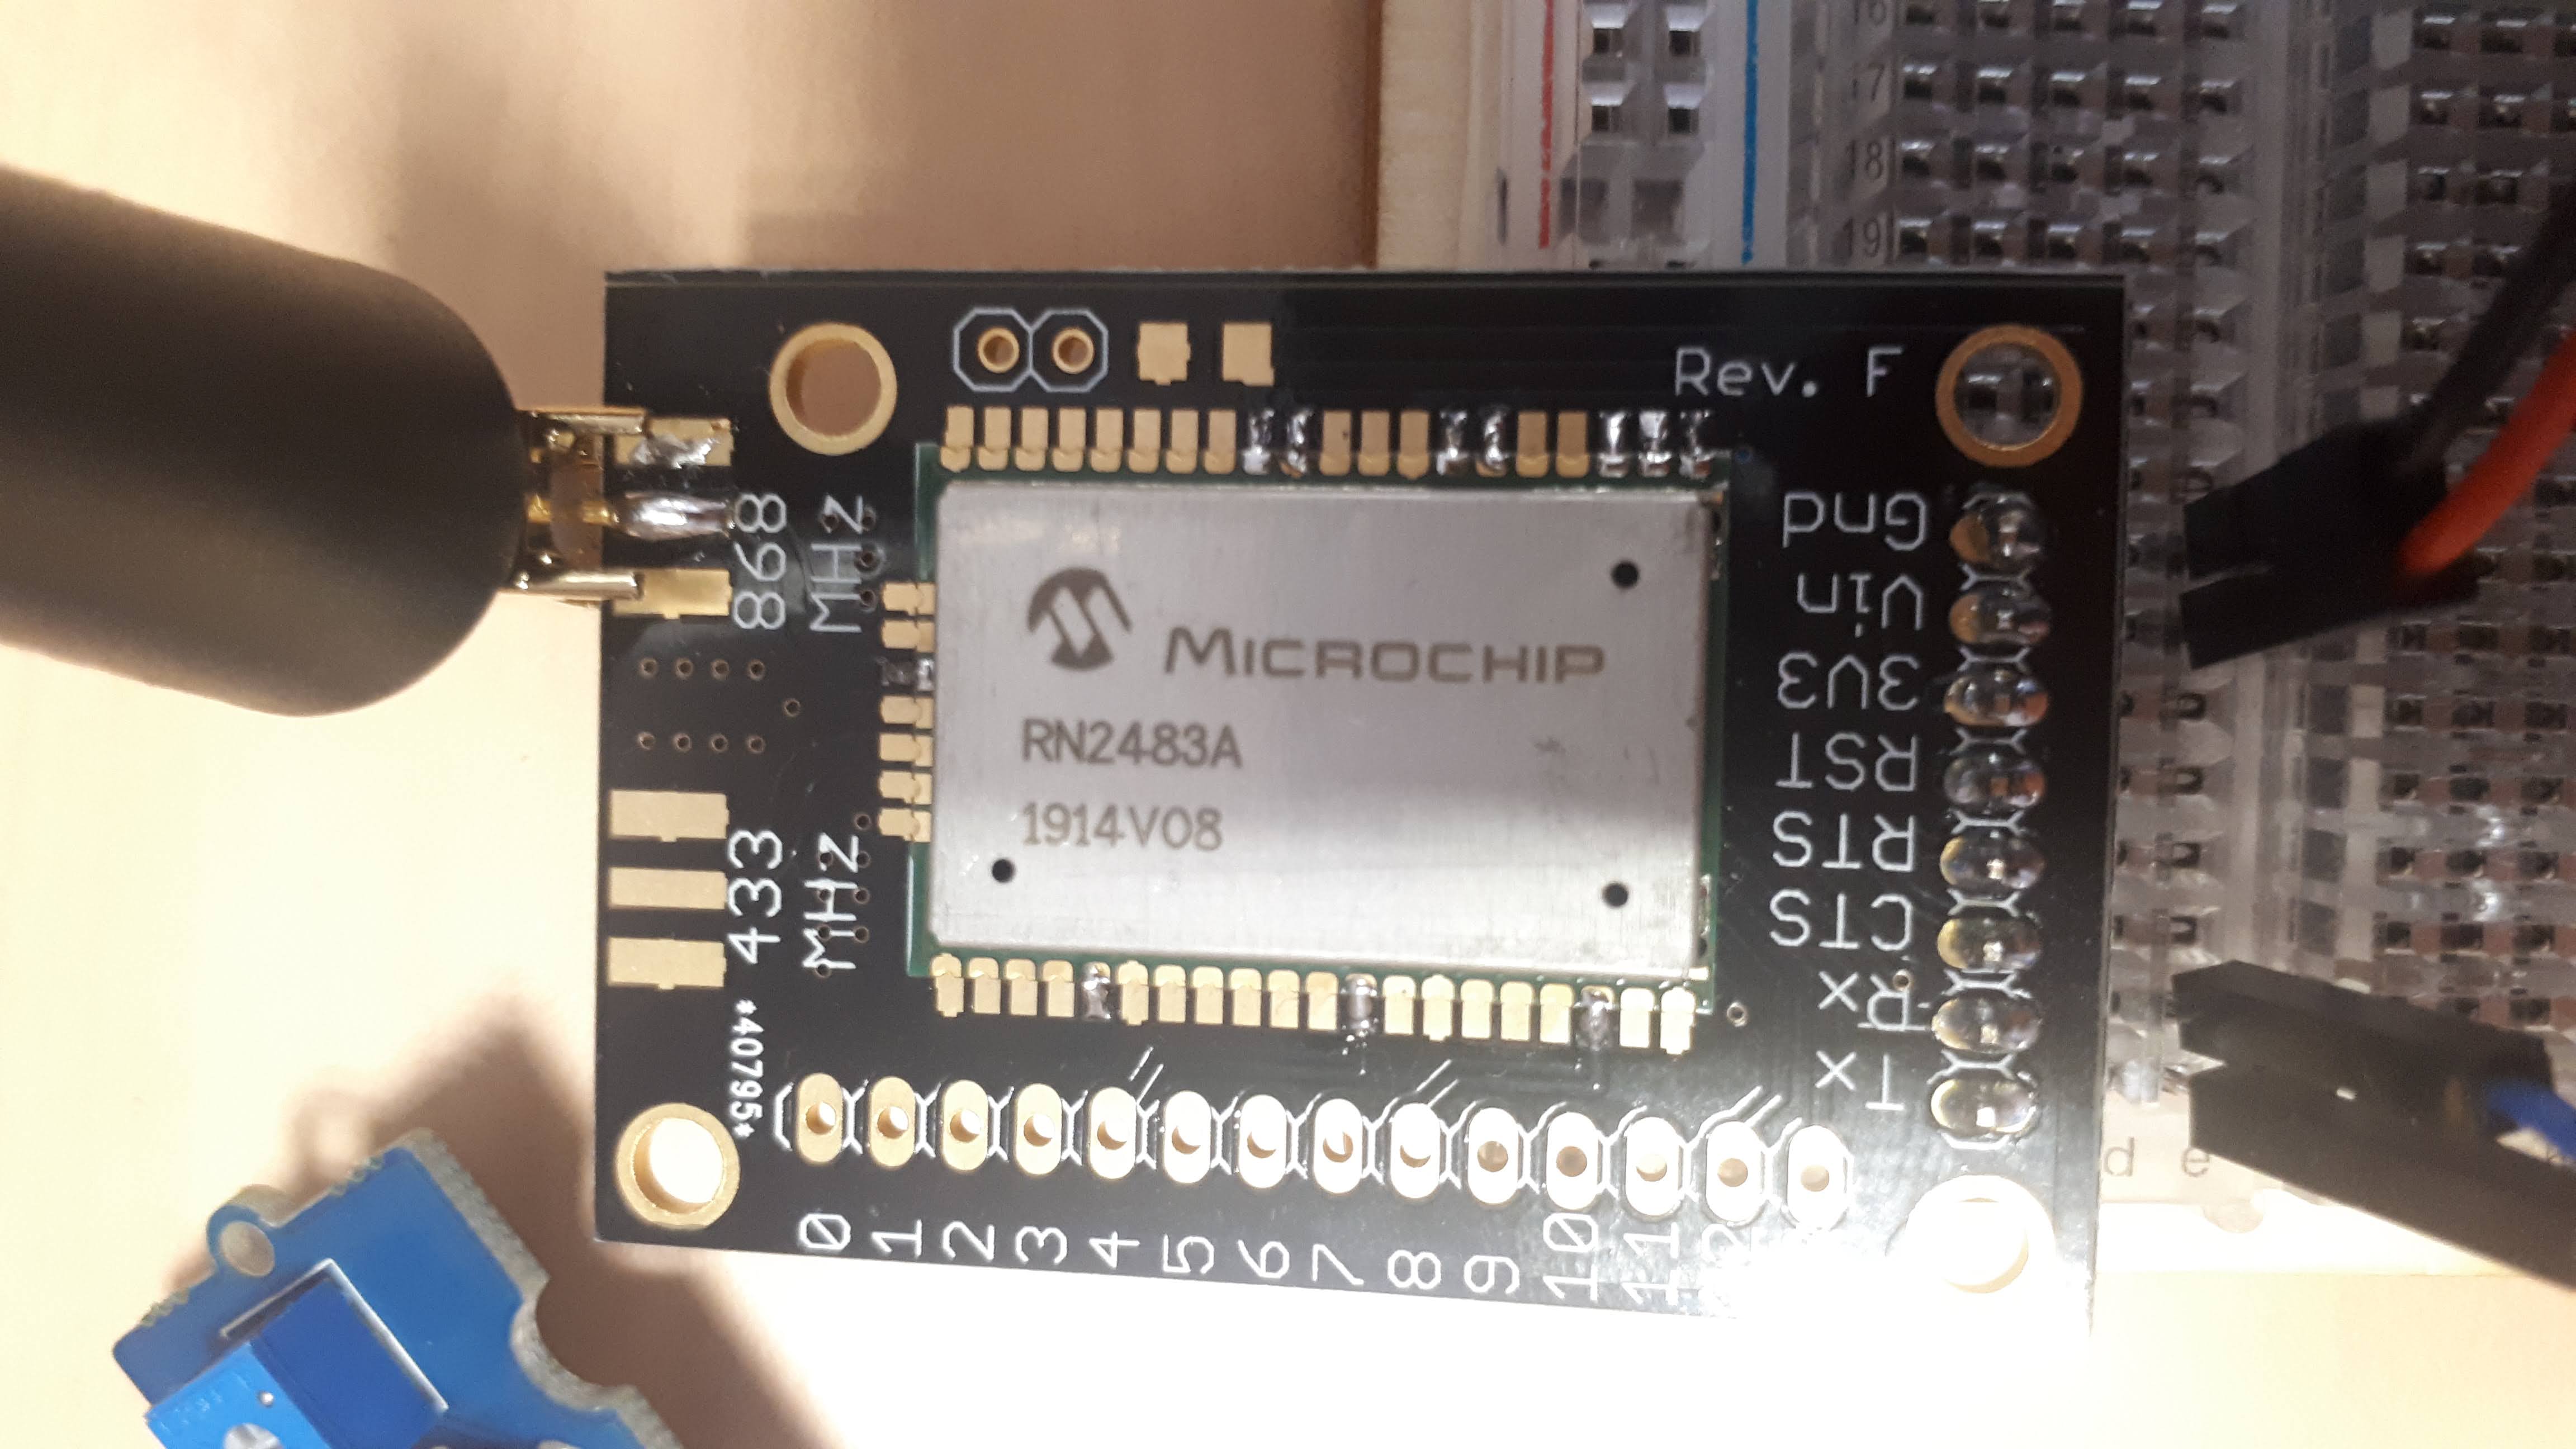 11
10
9
8
7
6
5
4
3
2
1
0
*40795*
Tx
Rx
CTS
RTS
RST
3V3
Vin
Gnd
433
MHz
868
MHz
MICROCHIP
RN2483A
1914V08
Rev. F
e
19
18
17
16